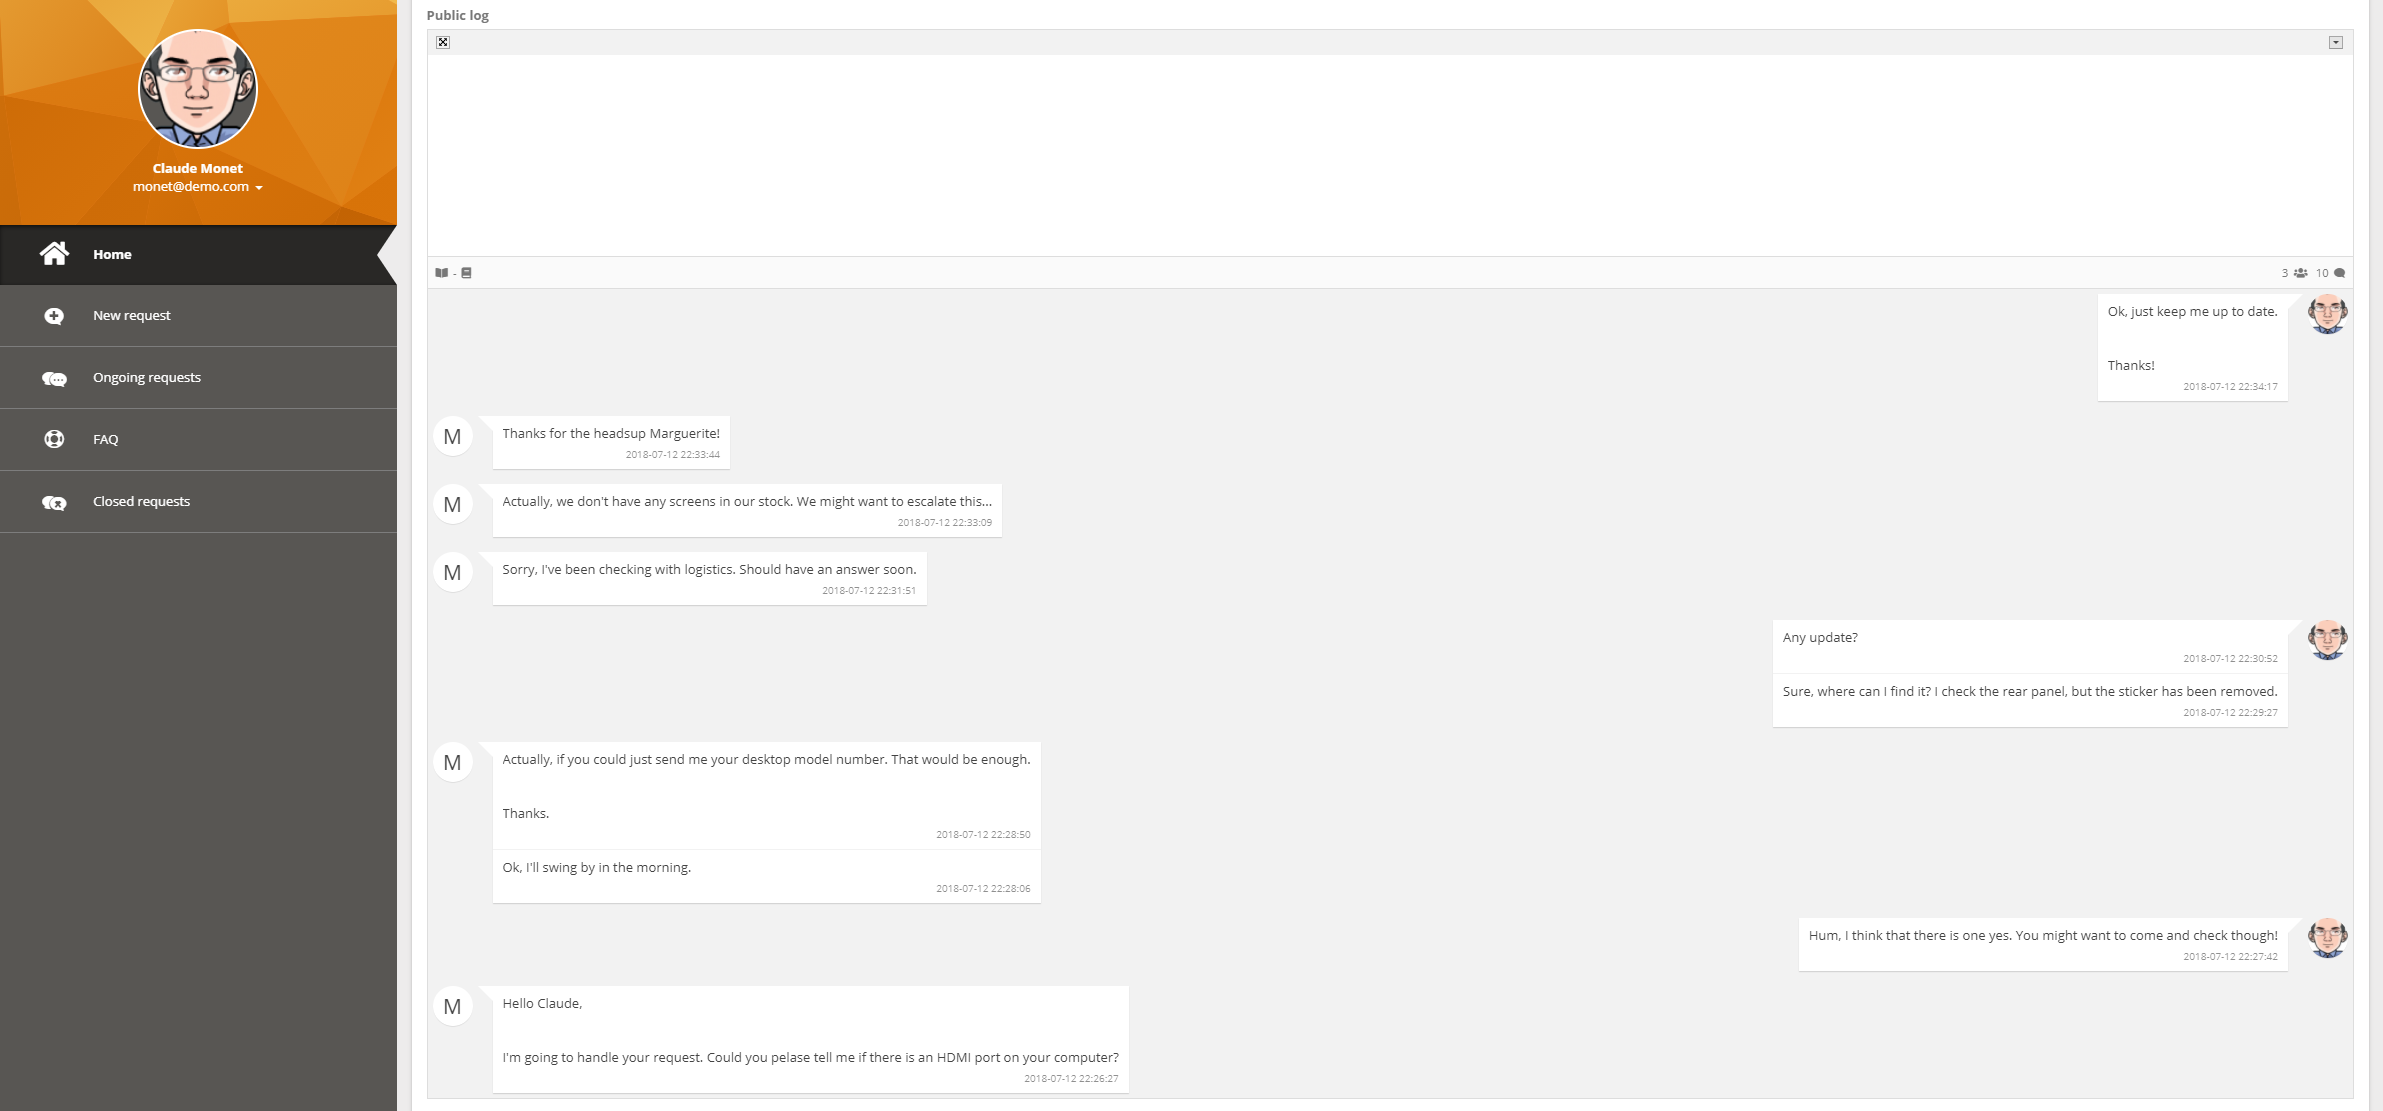 Claude Monet
monet@demo.com
Home
New request
Ongoing requests
FAQ
Closed requests
Public log
-
3 10
Ok, just keep me up to date.
Thanks!
2018-07-12 22:34:17
M
Thanks for the headsup Marguerite!
2018-07-12 22:33:44
M
Actually, we don't have any screens in our stock. We might want to escalate this...
2018-07-12 22:33:09
M
Sorry, I've been checking with logistics. Should have an answer soon.
2018-07-12 22:31:51
Any update?
2018-07-12 22:30:52
Sure, where can I find it? I check the rear panel, but the sticker has been removed.
2018-07-12 22:29:27
M
Actually, if you could just send me your desktop model number. That would be enough.
Thanks.
2018-07-12 22:28:50
Ok, I'll swing by in the morning.
2018-07-12 22:28:06
Hum, I think that there is one yes. You might want to come and check though!
2018-07-12 22:27:42
M
Hello Claude,
I'm going to handle your request. Could you pelase tell me if there is an HDMI port on your computer?
2018-07-12 22:26:27